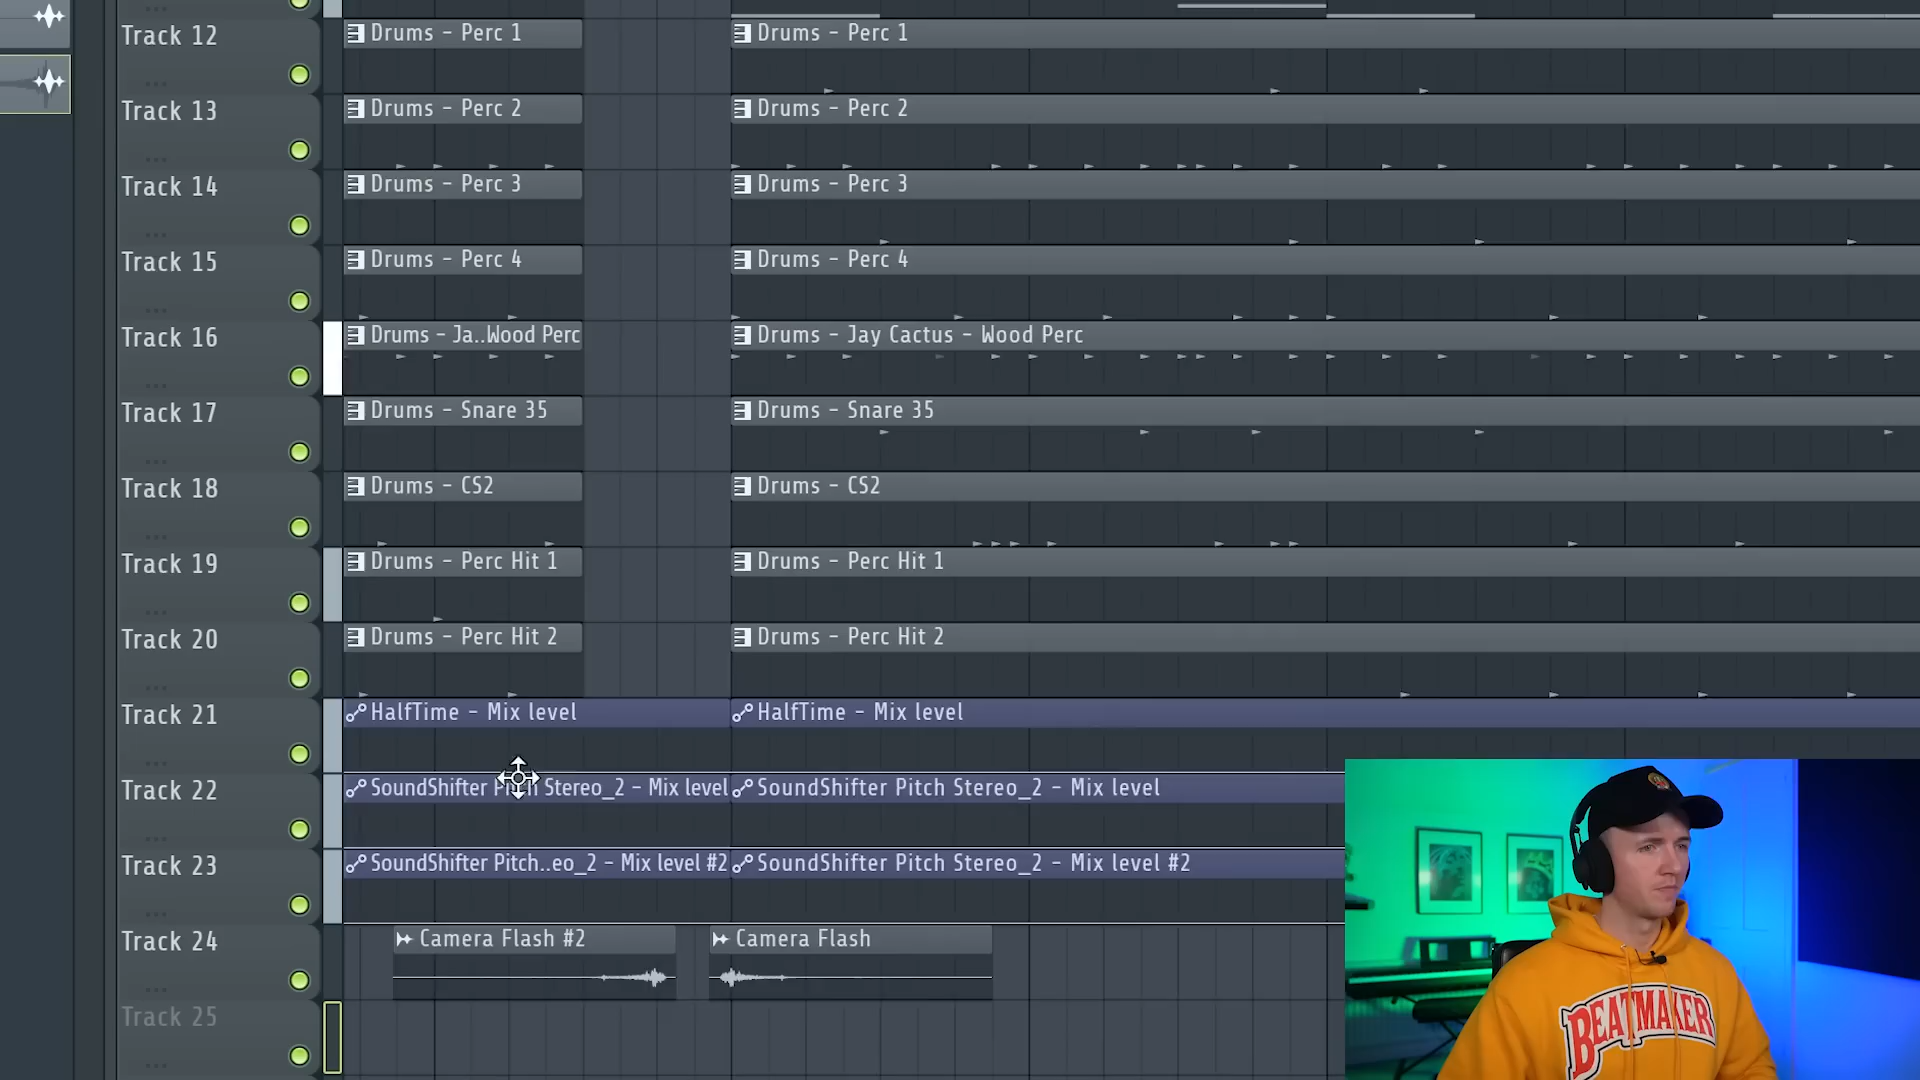 Track 12
Drums - Perc 1
Drums - Perc 1
Track 13
Drums - Perc 2
Drums - Perc 2
Track 14
Drums - Perc 3
Drums - Perc 3
Track 15
Drums - Perc 4
Drums - Perc 4
Track 16
Drums - Ja..Wood Perc
Drums - Jay Cactus - Wood Perc
Track 17
Drums - Snare 35
Drums - Snare 35
Track 18
Drums - CS2
Drums - CS2
Track 19
Drums - Perc Hit 1
Drums - Perc Hit 1
Track 20
Drums - Perc Hit 2
Drums - Perc Hit 2
Track 21
HalfTime - Mix level
HalfTime - Mix level
Track 22
SoundShifter Pitch Stereo_2 - Mix level
SoundShifter Pitch Stereo_2 - Mix level
Track 23
SoundShifter Pitch..eo_2 - Mix level #2
SoundShifter Pitch Stereo_2 - Mix level #2
Track 24
Camera Flash #2
Camera Flash
Track 25
BEATMAKER